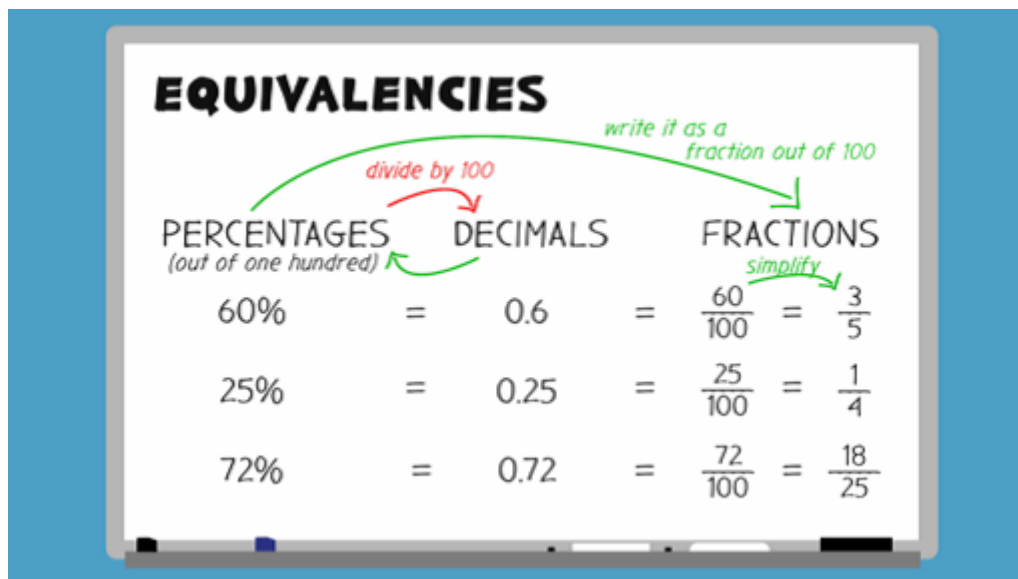 EQUIVALENCIES
write it as a
fraction out of 100
divide by 100
PERCENTAGES DECIMALS FRACTIONS
(out of one hundred) simplify
60% = 0.6 = 60/100 = 3/5
25% = 0.25 = 25/100 = 1/4
72% = 0.72 = 72/100 = 18/25